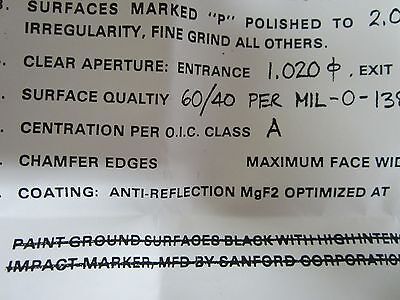 SURFACES MARKED "P" POLISHED TO 2.0
IRREGULARITY, FINE GRIND ALL OTHERS.
. CLEAR APERTURE: ENTRANCE 1.020 ϕ, EXIT
. SURFACE QUALTIY 60/40 PER MIL-O-138
. CENTRATION PER O.I.C. CLASS A
. CHAMFER EDGES MAXIMUM FACE WID
. COATING: ANTI-REFLECTION MgF2 OPTIMIZED AT
PAINT GROUND SURFACES BLACK WITH HIGH INTEN
IMPACT MARKER, MFD BY SANFORD CORPORATION